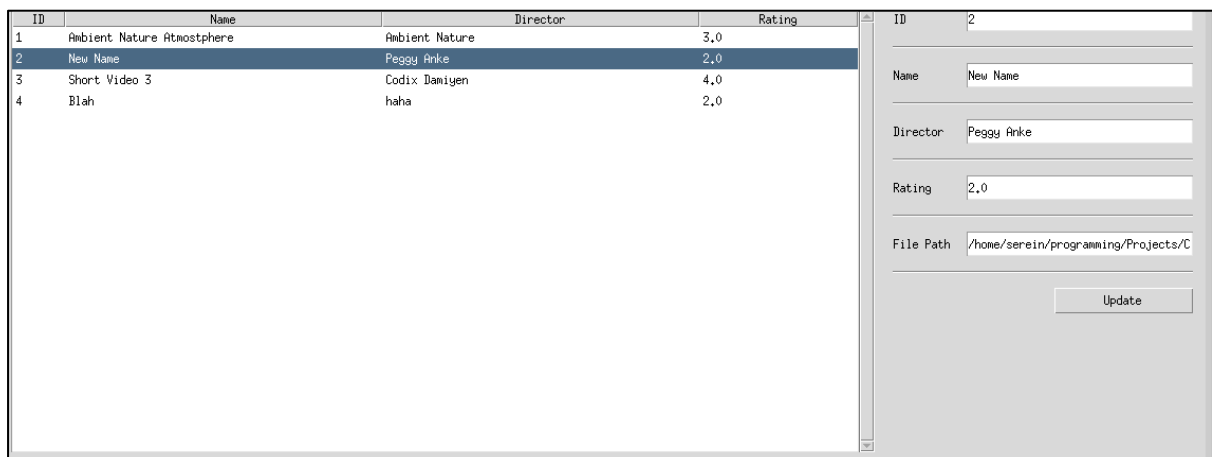 ID Name Director Rating
1 Ambient Nature Atmostphere Ambient Nature 3.0
2 New Name Peggy Anke 2.0
3 Short Video 3 Codix Damiyen 4.0
4 Blah haha 2.0
ID 2
Name New Name
Director Peggy Anke
Rating 2.0
File Path /home/serein/programming/Projects/C
Update